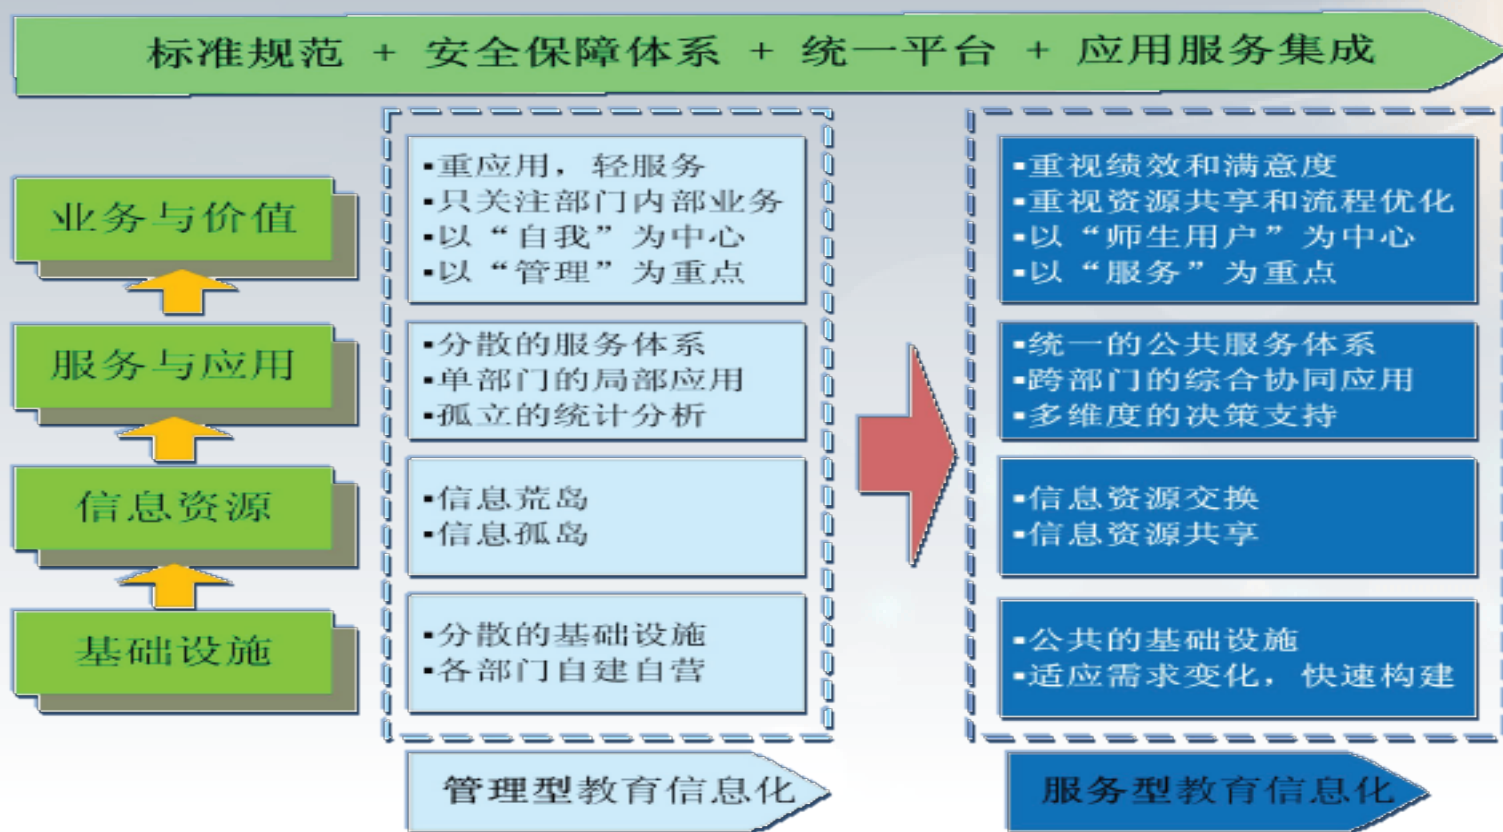 标准规范 + 安全保障体系 + 统一平台 + 应用服务集成
业务与价值
▪重应用，轻服务
▪只关注部门内部业务
▪以“自我”为中心
▪以“管理”为重点
▪重视绩效和满意度
▪重视资源共享和流程优化
▪以“师生用户”为中心
▪以“服务”为重点
服务与应用
▪分散的服务体系
▪单部门的局部应用
▪孤立的统计分析
▪统一的公共服务体系
▪跨部门的综合协同应用
▪多维度的决策支持
信息资源
▪信息荒岛
▪信息孤岛
▪信息资源交换
▪信息资源共享
基础设施
▪分散的基础设施
▪各部门自建自营
▪公共的基础设施
▪适应需求变化，快速构建
管理型教育信息化
服务型教育信息化